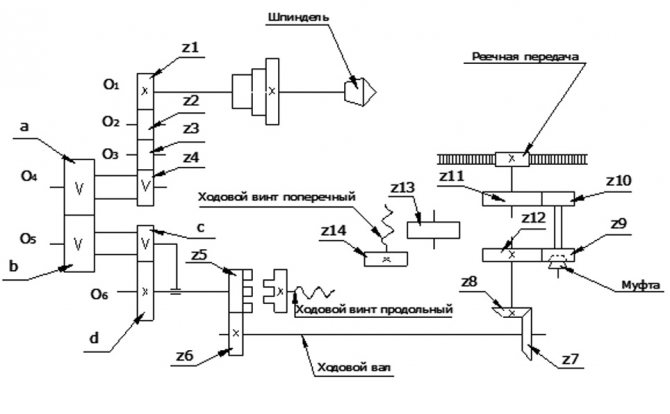 Шпиндель
z1
Реечная передача
O1
z2
O2
z3
a
O3
z4
O4
z11
z10
Ходовой винт поперечный
z13
z12
z9
O5
c
z14
b
z5
z8
Муфта
O6
Ходовой винт продольный
d
z6
z7
Ходовой вал